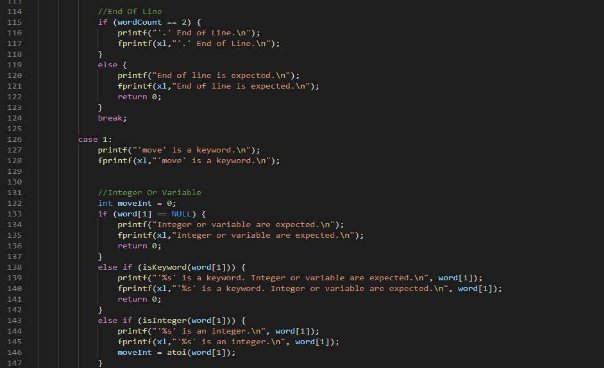 113
114 //End Of Line
115 if (wordCount == 2) {
116 printf("'.' End of Line.\n");
117 fprintf(xl,"'.' End of Line.\n");
118 }
119 else {
120 printf("End of line is expected.\n");
121 fprintf(xl,"End of line is expected.\n");
122 return 0;
123 }
124 break;
125
126 case 1:
127 printf("'move' is a keyword.\n");
128 fprintf(xl,"'move' is a keyword.\n");
129
130
131 //Integer Or Variable
132 int moveInt = 0;
133 if (word[1] == NULL) {
134 printf("Integer or variable are expected.\n");
135 fprintf(xl,"Integer or variable are expected.\n");
136 return 0;
137 }
138 else if (isKeyword(word[1])) {
139 printf("'%s' is a keyword. Integer or variable are expected.\n", word[1]);
140 fprintf(xl,"'%s' is a keyword. Integer or variable are expected.\n", word[1]);
141 return 0;
142 }
143 else if (isInteger(word[1])) {
144 printf("'%s' is an integer.\n", word[1]);
145 fprintf(xl,"'%s' is an integer.\n", word[1]);
146 moveInt = atoi(word[1]);
147 }